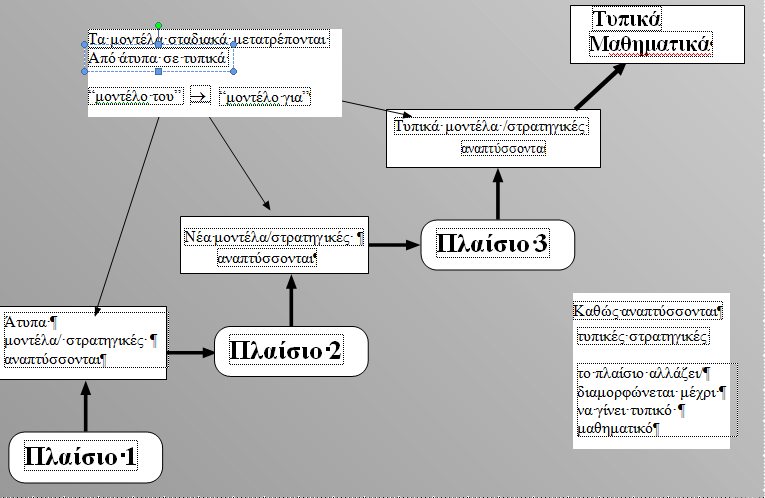 Τα μοντέλα σταδιακά μετατρέπονται
Από άτυπα σε τυπικά
“μοντέλο του” → “μοντέλο για”
Τυπικά
Μαθηματικά
Τυπικά μοντέλα /στρατηγικές
αναπτύσσονται
Νέα μοντέλα/στρατηγικές ¶
αναπτύσσονται¶
Πλαίσιο 3
Άτυπα ¶
μοντέλα/ στρατηγικές ¶
αναπτύσσονται¶
Πλαίσιο 2
Πλαίσιο 1
Καθώς αναπτύσσονται¶
τυπικές στρατηγικές
το πλαίσιο αλλάζει/¶
διαμορφώνεται μέχρι ¶
να γίνει τυπικό ¶
μαθηματικό¶